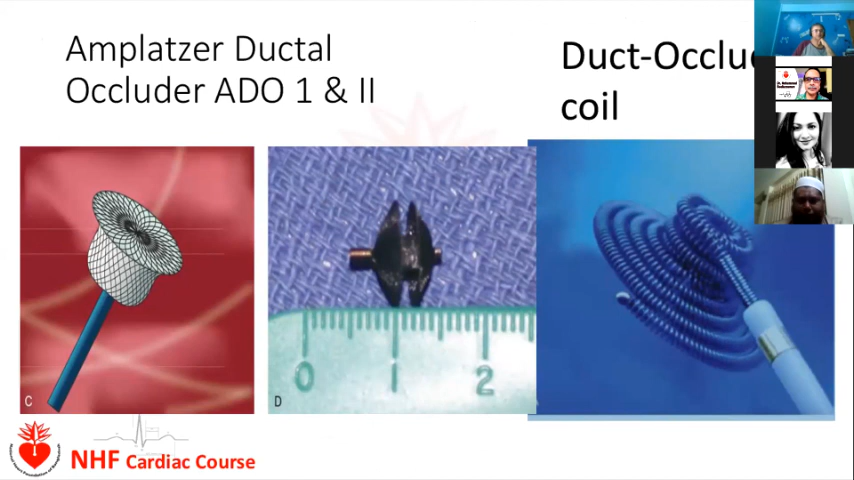 Amplatzer Ductal
Occluder ADO 1 & II
Duct-Occlu
coil
C
D
0
1
2
NHF Cardiac Course